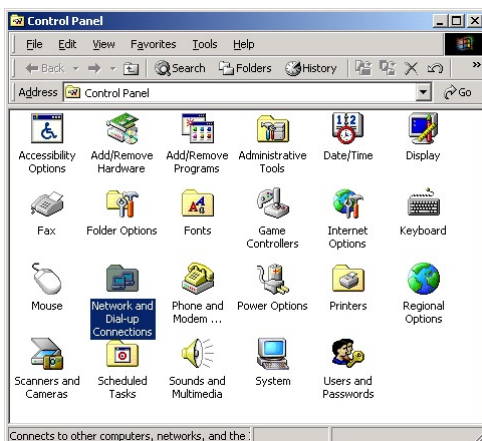 Control Panel
File Edit View Favorites Tools Help
Back Search Folders History »
Address Control Panel Go
Accessibility Options
Add/Remove Hardware
Add/Remove Programs
Administrative Tools
Date/Time
Display
Fax
Folder Options
Fonts
Game Controllers
Internet Options
Keyboard
Mouse
Network and Dial-up Connections
Phone and Modem ...
Power Options
Printers
Regional Options
Scanners and Cameras
Scheduled Tasks
Sounds and Multimedia
System
Users and Passwords
Connects to other computers, networks, and the